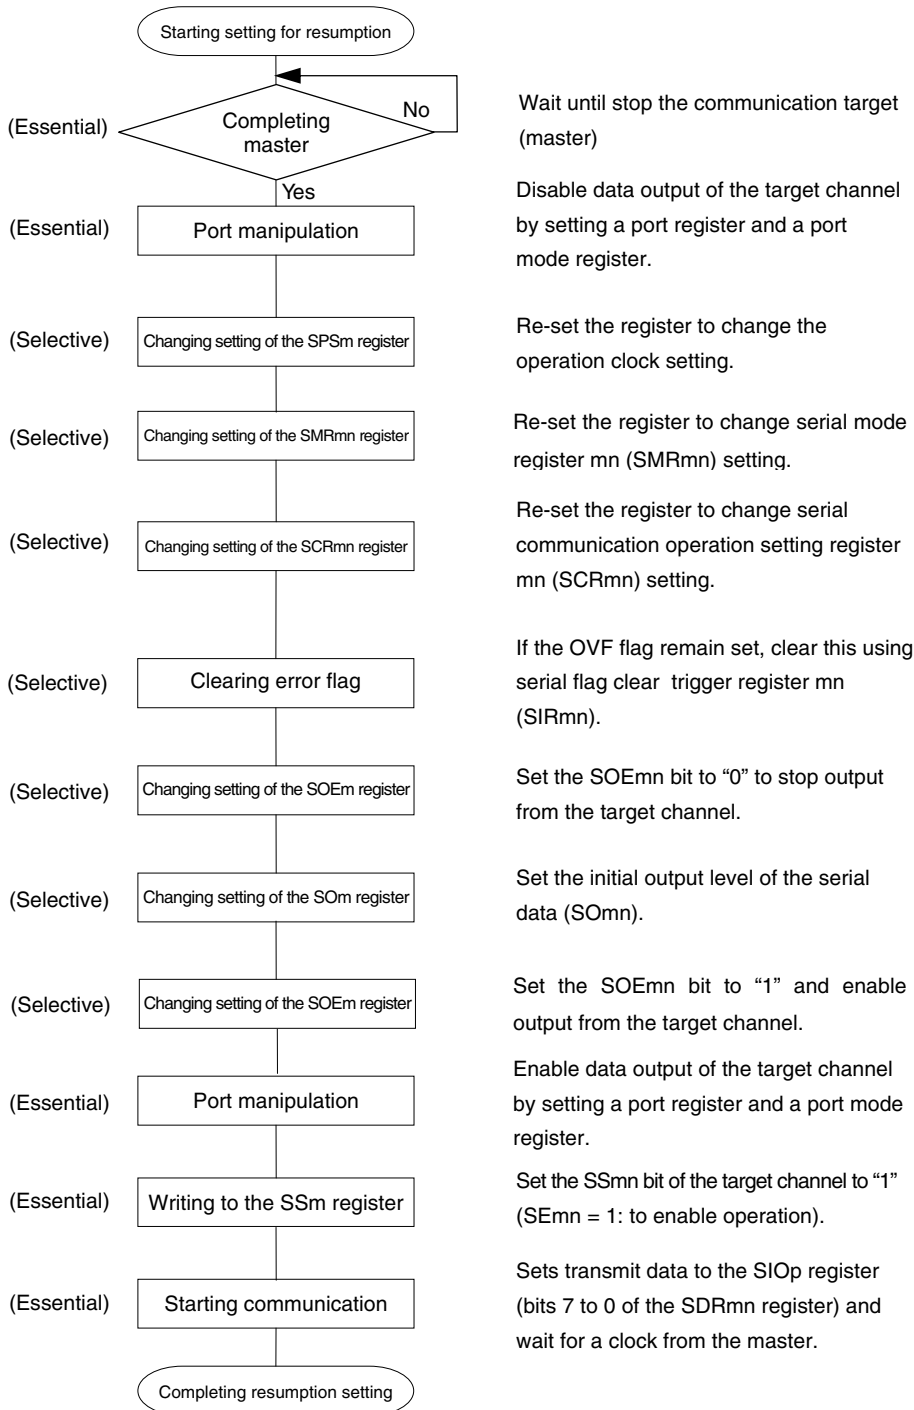 Starting setting for resumption
No
(Essential)
Completing
master
Wait until stop the communication target
(master)
Yes
(Essential)
Port manipulation
Disable data output of the target channel
by setting a port register and a port
mode register.
(Selective)
Changing setting of the SPSm register
Re-set the register to change the
operation clock setting.
(Selective)
Changing setting of the SMRmn register
Re-set the register to change serial mode
register mn (SMRmn) setting.
(Selective)
Changing setting of the SCRmn register
Re-set the register to change serial
communication operation setting register
mn (SCRmn) setting.
(Selective)
Clearing error flag
If the OVF flag remain set, clear this using
serial flag clear trigger register mn
(SIRmn).
(Selective)
Changing setting of the SOEm register
Set the SOEmn bit to “0” to stop output
from the target channel.
(Selective)
Changing setting of the SOm register
Set the initial output level of the serial
data (SOmn).
(Selective)
Changing setting of the SOEm register
Set the SOEmn bit to “1” and enable
output from the target channel.
(Essential)
Port manipulation
Enable data output of the target channel
by setting a port register and a port mode
register.
(Essential)
Writing to the SSm register
Set the SSmn bit of the target channel to “1”
(SEmn = 1: to enable operation).
(Essential)
Starting communication
Sets transmit data to the SIOp register
(bits 7 to 0 of the SDRmn register) and
wait for a clock from the master.
Completing resumption setting